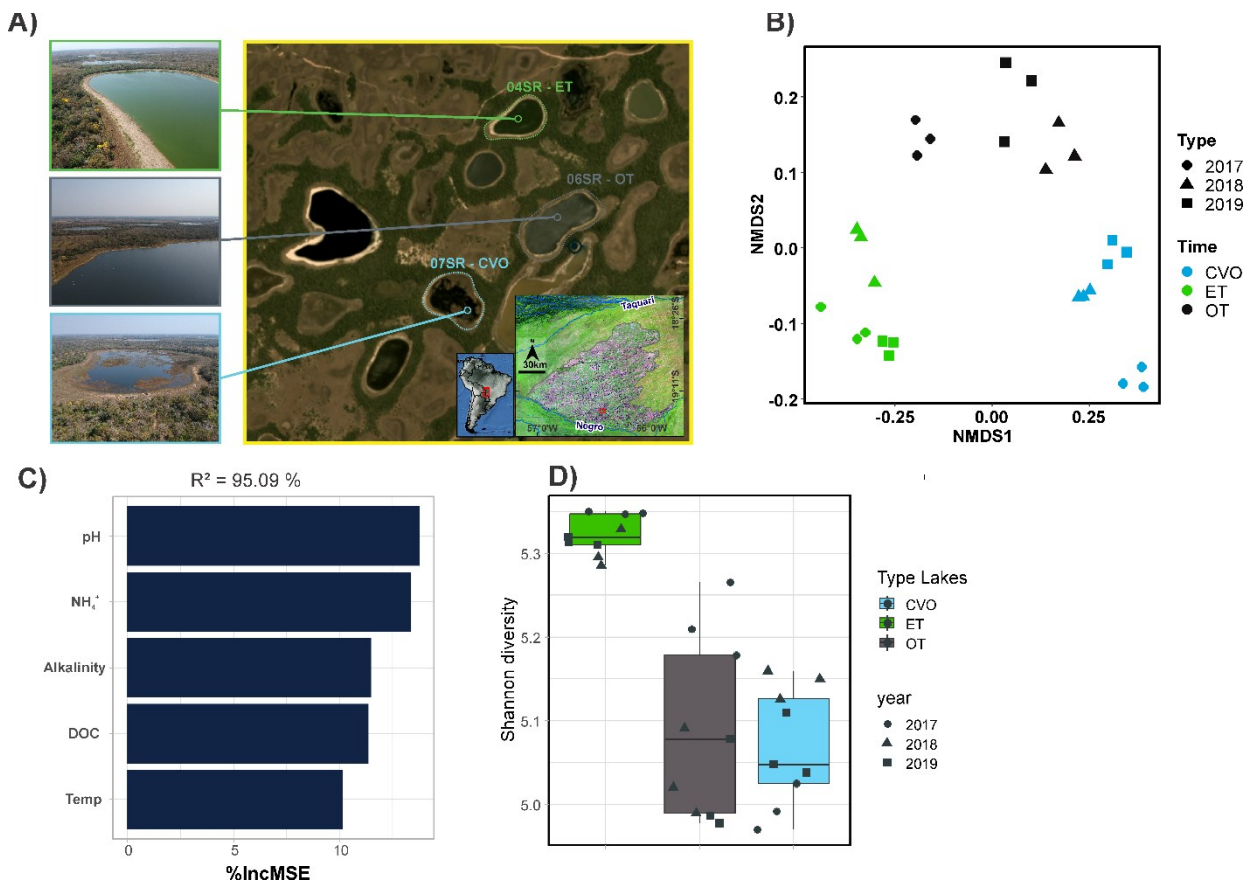 A)
04SR - ET
06SR - OT
07SR - CVO
Taquari
18°26'S
N
30km
19°11'S
57°0'W
Negro
56°0'W
B)
0.2
0.1
0.0
-0.1
-0.2
NMDS2
-0.25
0.00
0.25
NMDS1
Type
2017
2018
2019
Time
CVO
ET
OT
C)
R² = 95.09 %
pH
NH₄⁺
Alkalinity
DOC
Temp
0
5
10
%IncMSE
D)
Shannon diversity
5.3
5.2
5.1
5.0
Type Lakes
CVO
ET
OT
year
2017
2018
2019